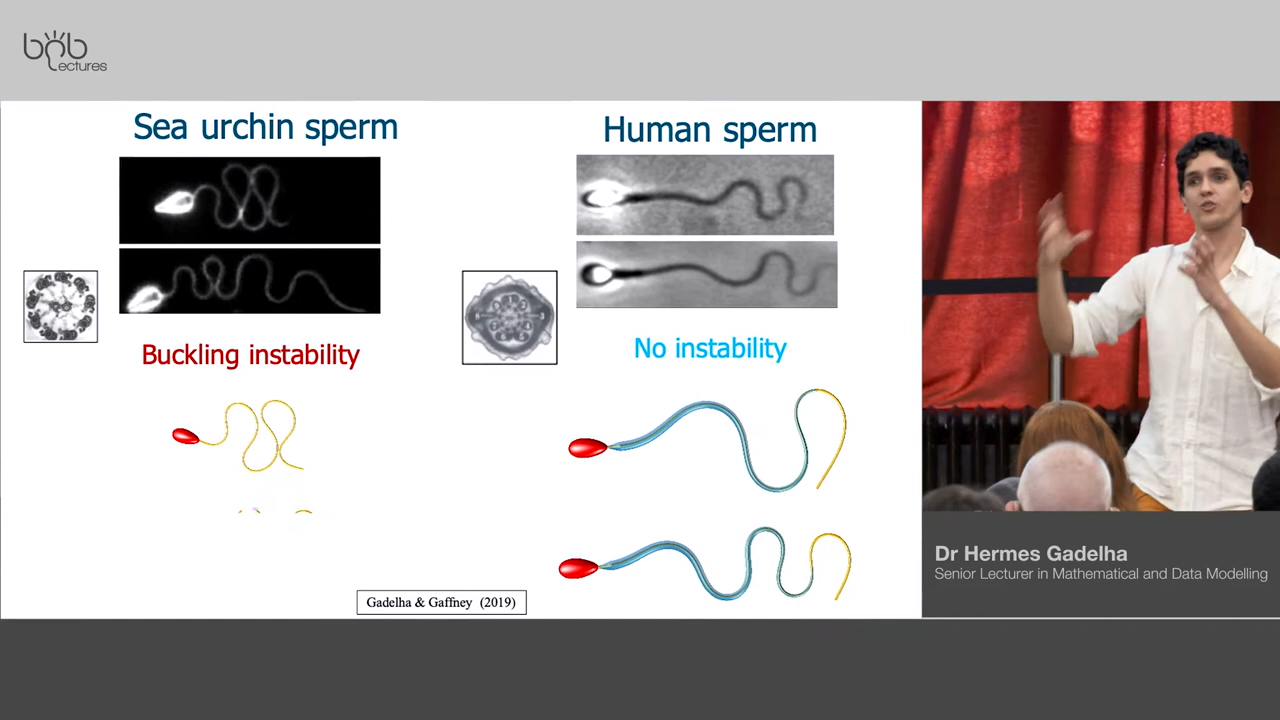 bnb
Lectures
Sea urchin sperm
Human sperm
Buckling instability
No instability
Gadelha & Gaffney (2019)
Dr Hermes Gadelha
Senior Lecturer in Mathematical and Data Modelling